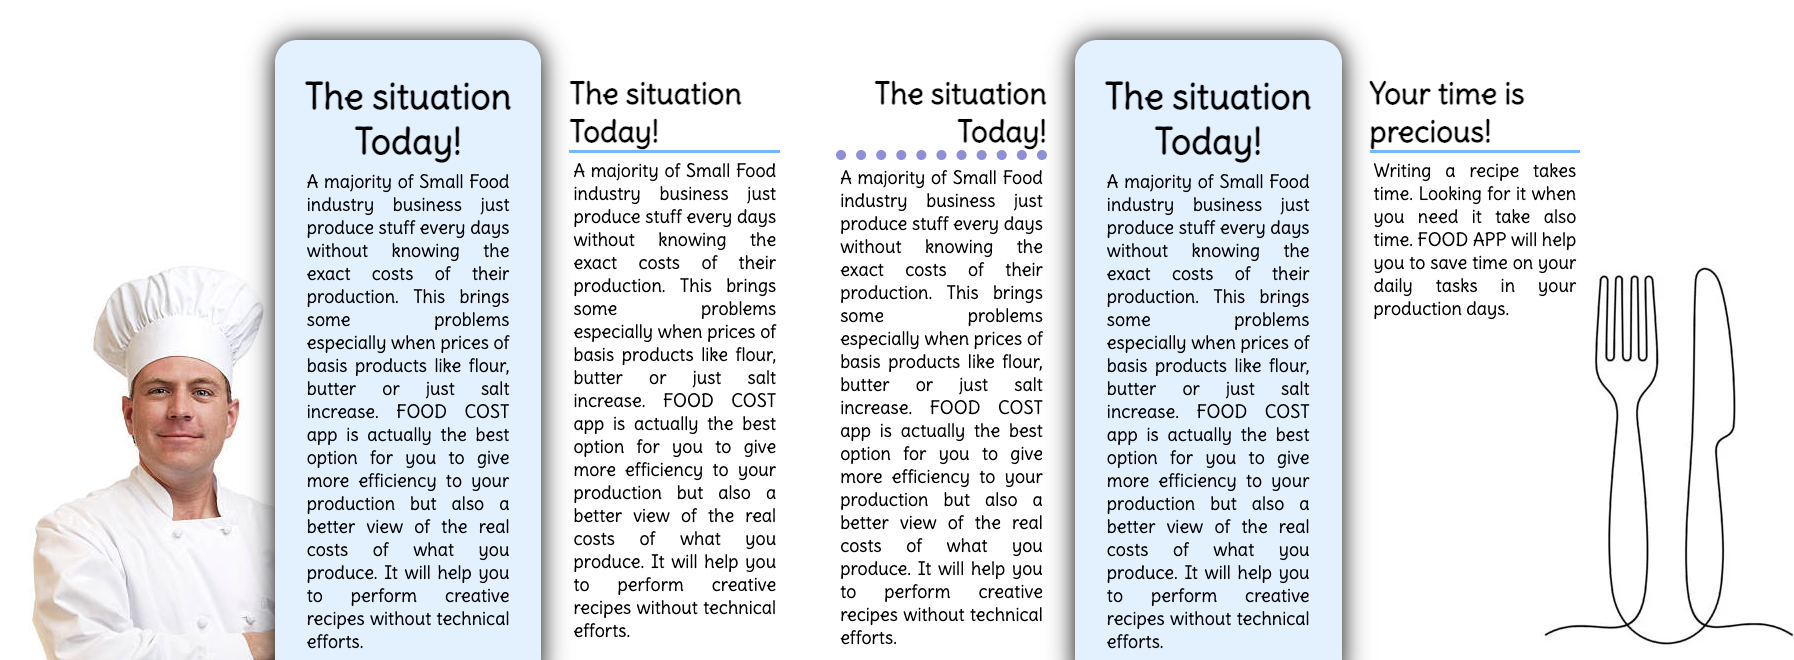 The situation
Today!
A majority of Small Food
industry business just
produce stuff every days
without knowing the
exact costs of their
production. This brings
some problems
especially when prices of
basis products like flour,
butter or just salt
increase. FOOD COST
app is actually the best
option for you to give
more efficiency to your
production but also a
better view of the real
costs of what you
produce. It will help you
to perform creative
recipes without technical
efforts.
The situation
Today!
A majority of Small Food
industry business just
produce stuff every days
without knowing the
exact costs of their
production. This brings
some problems
especially when prices of
basis products like flour,
butter or just salt
increase. FOOD COST
app is actually the best
option for you to give
more efficiency to your
production but also a
better view of the real
costs of what you
produce. It will help you
to perform creative
recipes without technical
efforts.
The situation
Today!
A majority of Small Food
industry business just
produce stuff every days
without knowing the
exact costs of their
production. This brings
some problems
especially when prices of
basis products like flour,
butter or just salt
increase. FOOD COST
app is actually the best
option for you to give
more efficiency to your
production but also a
better view of the real
costs of what you
produce. It will help you
to perform creative
recipes without technical
efforts.
The situation
Today!
A majority of Small Food
industry business just
produce stuff every days
without knowing the
exact costs of their
production. This brings
some problems
especially when prices of
basis products like flour,
butter or just salt
increase. FOOD COST
app is actually the best
option for you to give
more efficiency to your
production but also a
better view of the real
costs of what you
produce. It will help you
to perform creative
recipes without technical
efforts.
Your time is
precious!
Writing a recipe takes
time. Looking for it when
you need it take also
time. FOOD APP will help
you to save time on your
daily tasks in your
production days.